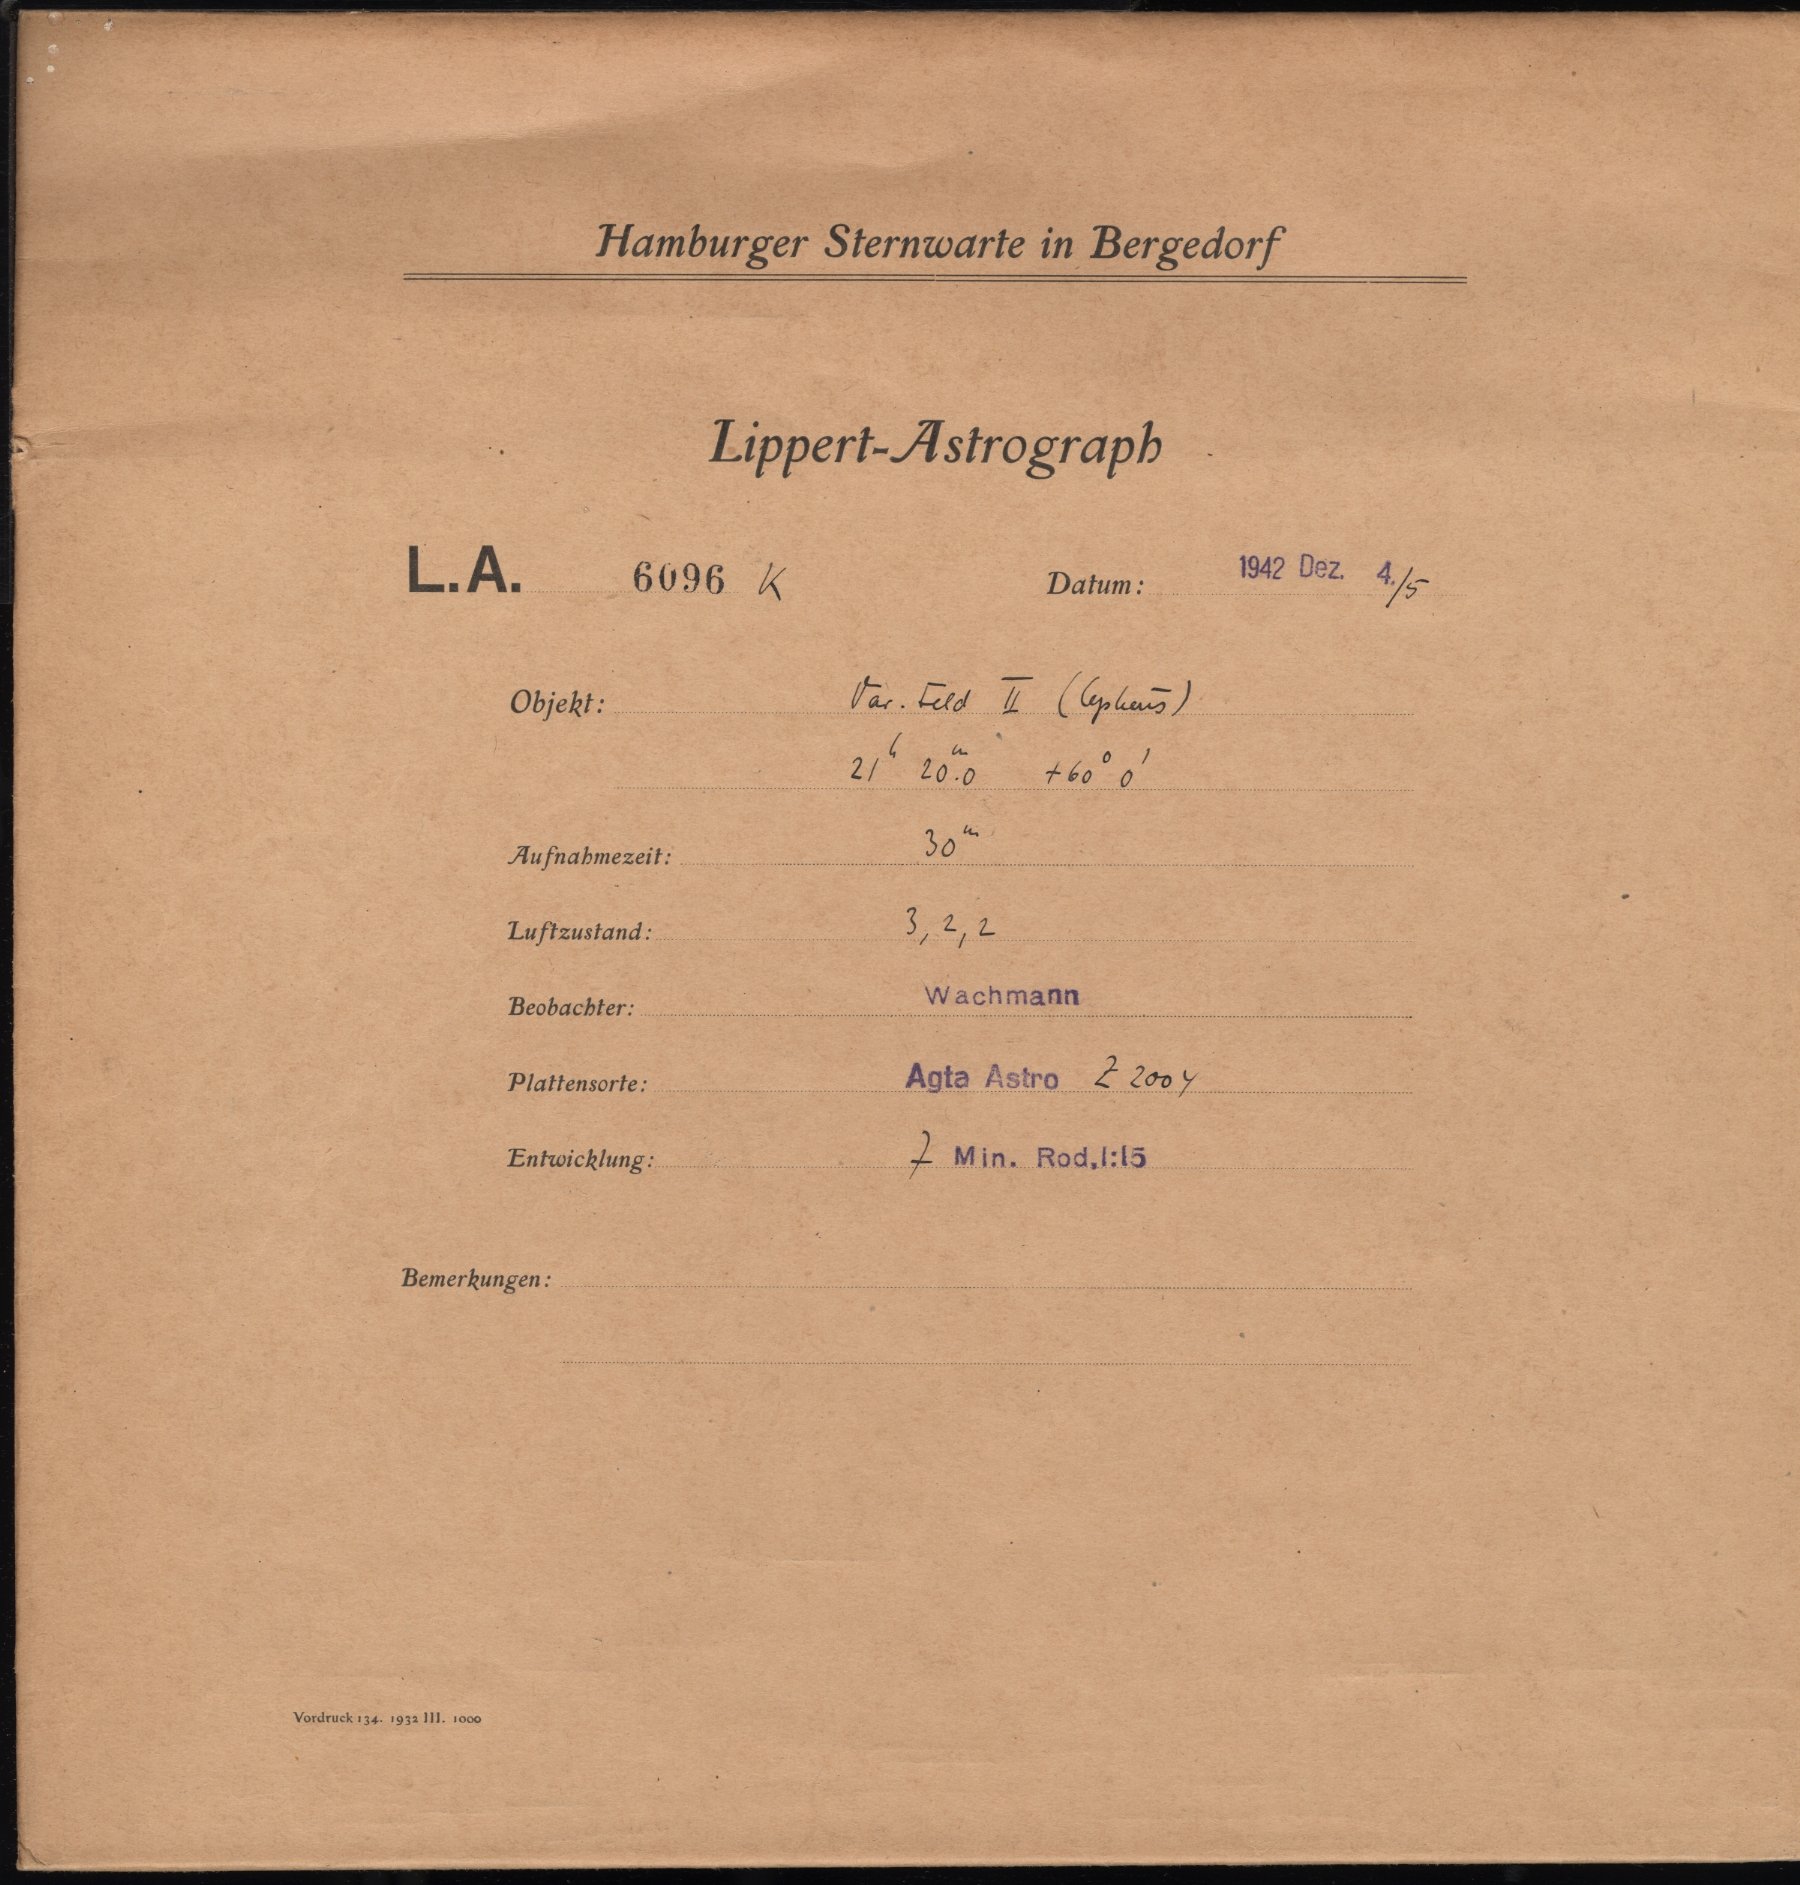 Hamburger Sternwarte in Bergedorf
Lippert-Astrograph
L.A. 6096 K Datum: 1942 Dez. 4./5
Objekt: Var. Feld II (Cepheus)
21h 20m.0 +60° 0'
Aufnahmezeit: 30m
Luftzustand: 3, 2, 2
Beobachter: Wachmann
Plattensorte: Agfa Astro Z 2004
Entwicklung: 7 Min. Rod, 1:15
Bemerkungen:
Vordruck 134. 1932 III. 1000